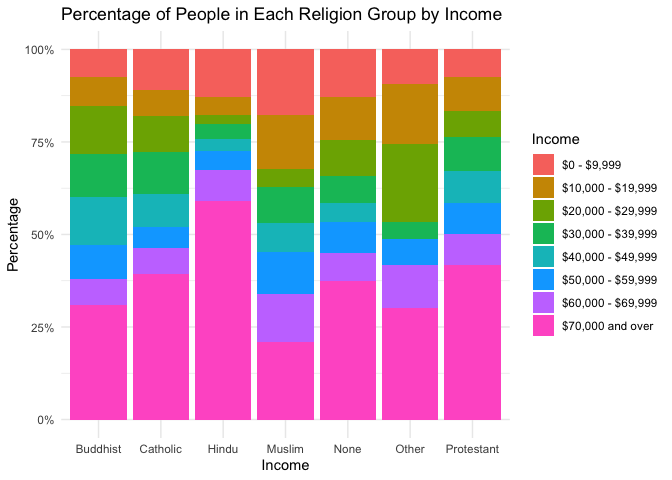 Percentage of People in Each Religion Group by Income
100%
75%
50%
25%
0%
Percentage
Buddhist Catholic Hindu Muslim None Other Protestant
Income
Income
$0 - $9,999
$10,000 - $19,999
$20,000 - $29,999
$30,000 - $39,999
$40,000 - $49,999
$50,000 - $59,999
$60,000 - $69,999
$70,000 and over